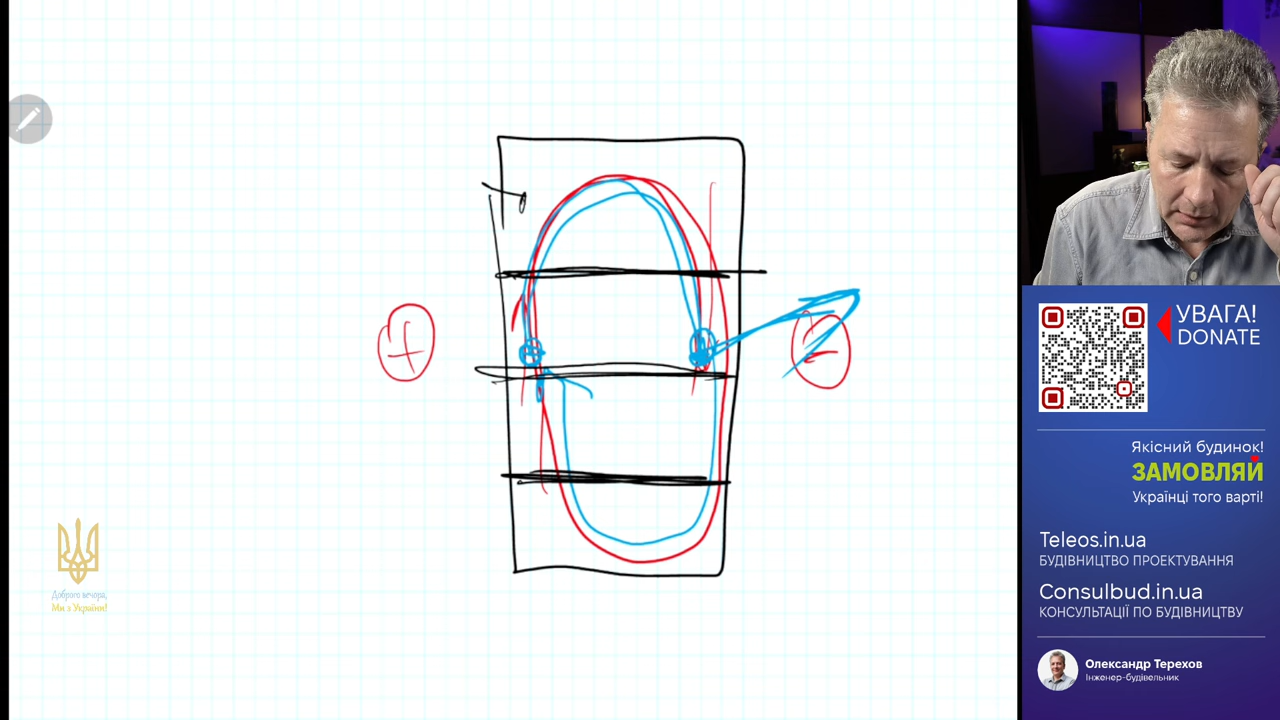 +
УВАГА!
DONATE
Якісний будинок!
ЗАМОВЛЯЙ
Українці того варті!
Teleos.in.ua
БУДІВНИЦТВО ПРОЕКТУВАННЯ
Consulbud.in.ua
КОНСУЛЬТАЦІЇ ПО БУДІВНИЦТВУ
Олександр Терехов
Інженер-будівельник
Доброго вечора,
Ми з України!